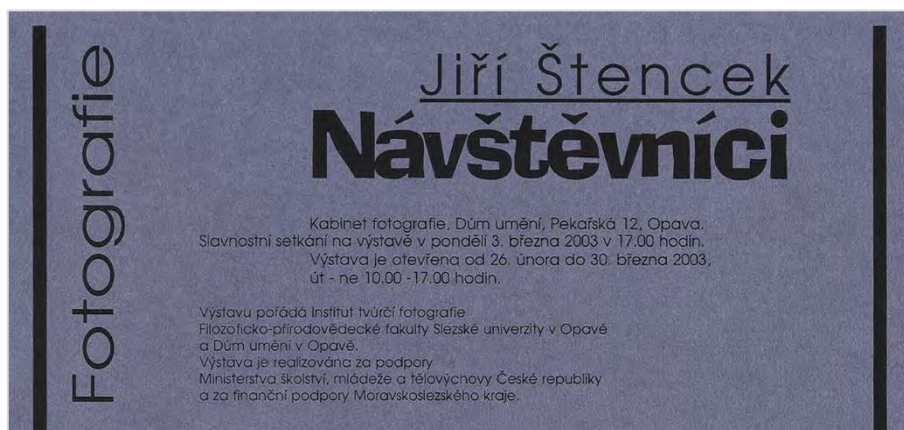 Fotografie
Jiří Štencek
Návštěvníci
Kabinet fotografie, Dům umění, Pekařská 12, Opava.
Slavnostní setkání na výstavě v pondělí 3. března 2003 v 17.00 hodin.
Výstava je otevřena od 26. února do 30. března 2003,
út - ne 10.00 -17.00 hodin.
Výstavu pořádá Institut tvůrčí fotografie
Filozoficko-přírodovědecké fakulty Slezské univerzity v Opavě
a Dům umění v Opavě.
Výstava je realizována za podpory
Ministerstva školství, mládeže a tělovýchovy České republiky
a za finanční podpory Moravskoslezského kraje.